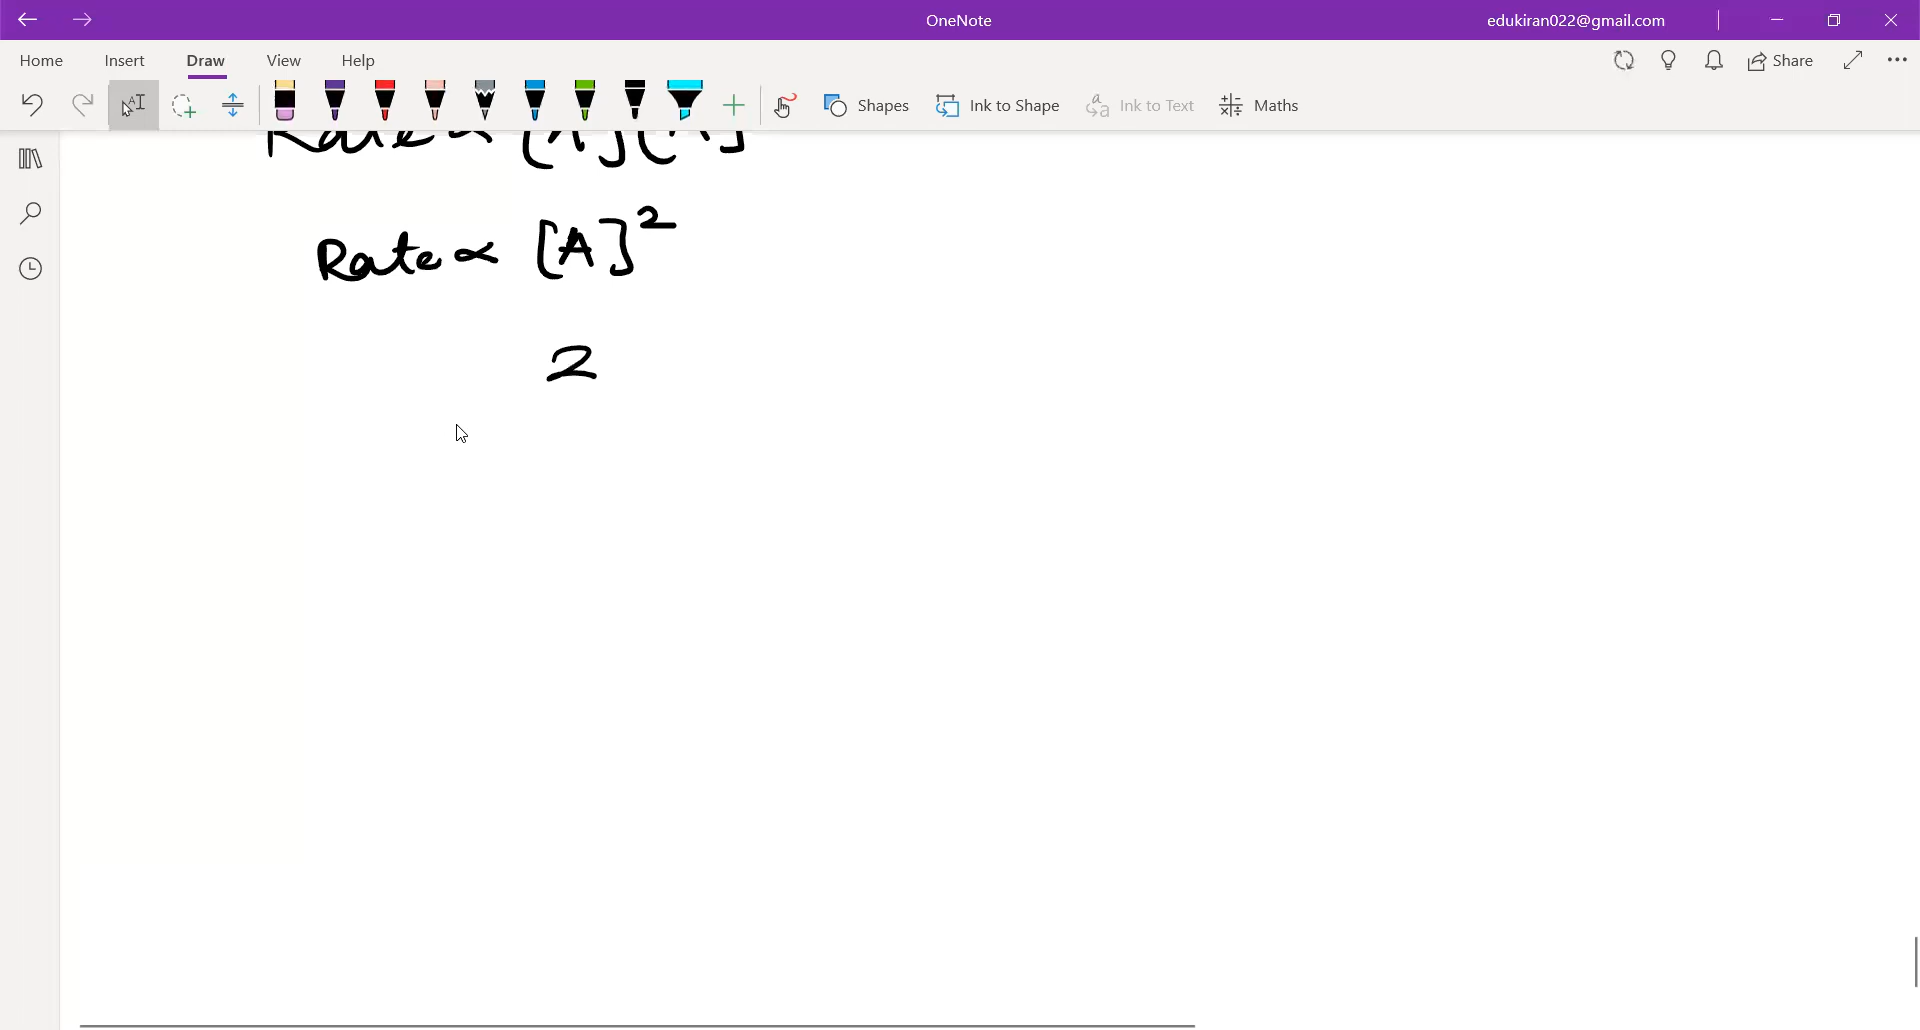 OneNote
edukiran022@gmail.com
Home Insert Draw View Help
Share
Shapes Ink to Shape Ink to Text Maths
Rate ∝ [A][A]
Rate ∝ [A]²
2